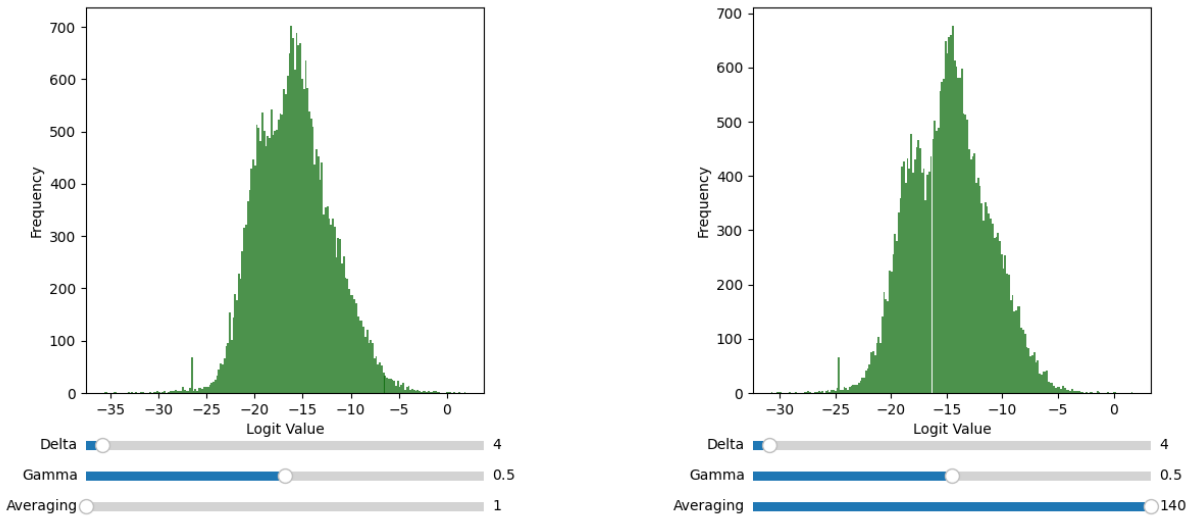 700
600
500
400
300
200
100
0
Frequency
−35 −30 −25 −20 −15 −10 −5 0
Logit Value
Delta 4
Gamma 0.5
Averaging 1
700
600
500
400
300
200
100
0
Frequency
−30 −25 −20 −15 −10 −5 0
Logit Value
Delta 4
Gamma 0.5
Averaging 140